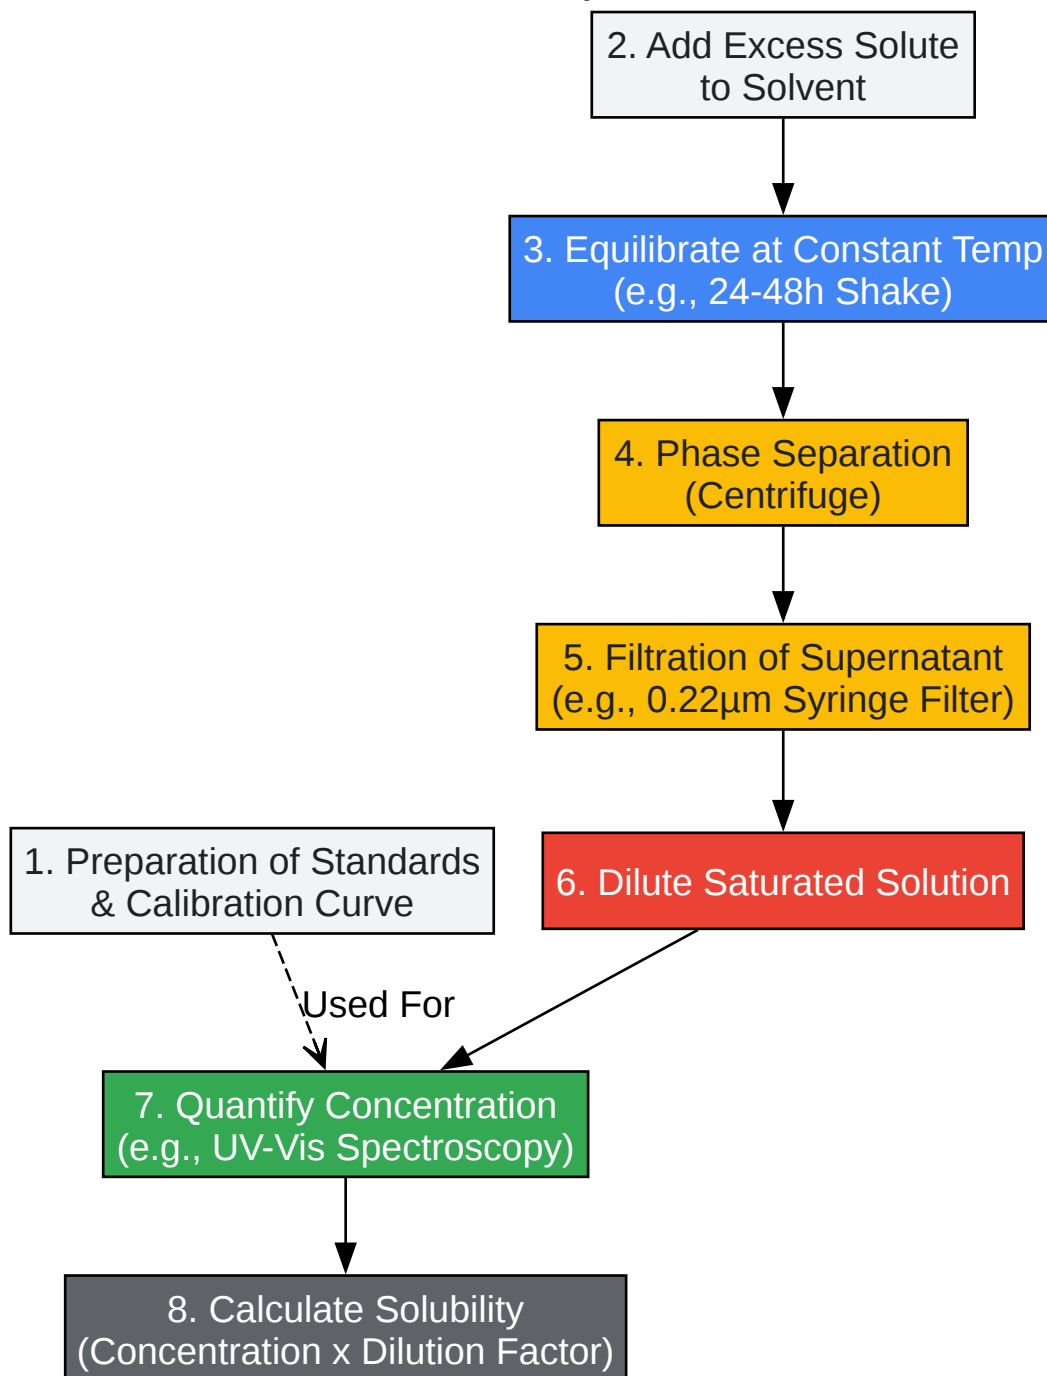 2. Add Excess Solute
to Solvent
3. Equilibrate at Constant Temp
(e.g., 24-48h Shake)
4. Phase Separation
(Centrifuge)
5. Filtration of Supernatant
(e.g., 0.22µm Syringe Filter)
1. Preparation of Standards
& Calibration Curve
6. Dilute Saturated Solution
Used For
7. Quantify Concentration
(e.g., UV-Vis Spectroscopy)
8. Calculate Solubility
(Concentration x Dilution Factor)